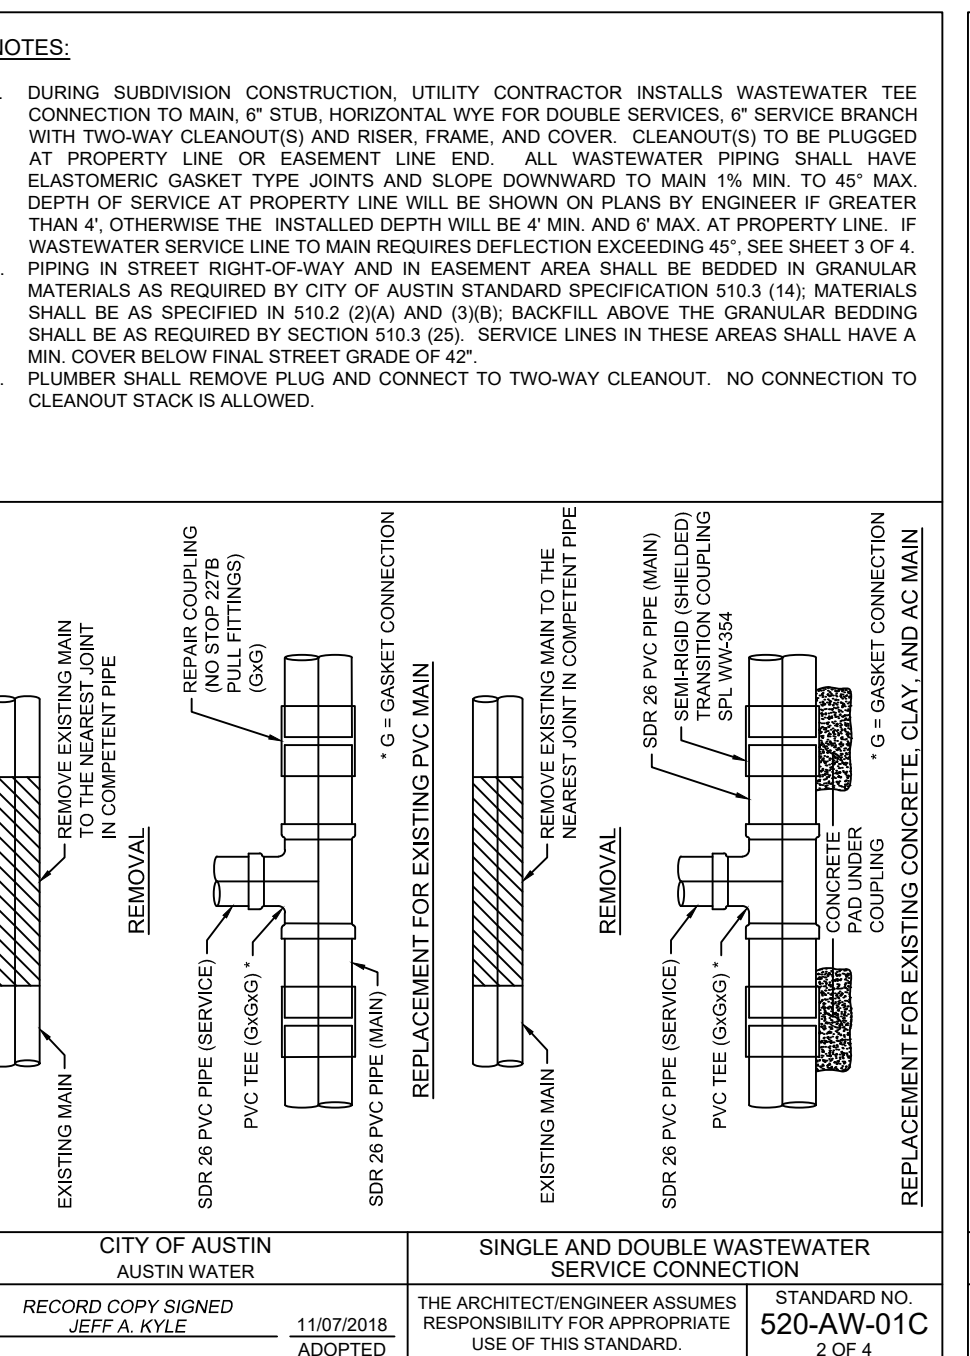 NOTES:
. DURING SUBDIVISION CONSTRUCTION, UTILITY CONTRACTOR INSTALLS WASTEWATER TEE
CONNECTION TO MAIN, 6" STUB, HORIZONTAL WYE FOR DOUBLE SERVICES, 6" SERVICE BRANCH
WITH TWO-WAY CLEANOUT(S) AND RISER, FRAME, AND COVER. CLEANOUT(S) TO BE PLUGGED
AT PROPERTY LINE OR EASEMENT LINE END. ALL WASTEWATER PIPING SHALL HAVE
ELASTOMERIC GASKET TYPE JOINTS AND SLOPE DOWNWARD TO MAIN 1% MIN. TO 45° MAX.
DEPTH OF SERVICE AT PROPERTY LINE WILL BE SHOWN ON PLANS BY ENGINEER IF GREATER
THAN 4', OTHERWISE THE INSTALLED DEPTH WILL BE 4' MIN. AND 6' MAX. AT PROPERTY LINE. IF
WASTEWATER SERVICE LINE TO MAIN REQUIRES DEFLECTION EXCEEDING 45°, SEE SHEET 3 OF 4.
. PIPING IN STREET RIGHT-OF-WAY AND IN EASEMENT AREA SHALL BE BEDDED IN GRANULAR
MATERIALS AS REQUIRED BY CITY OF AUSTIN STANDARD SPECIFICATION 510.3 (14); MATERIALS
SHALL BE AS SPECIFIED IN 510.2 (2)(A) AND (3)(B); BACKFILL ABOVE THE GRANULAR BEDDING
SHALL BE AS REQUIRED BY SECTION 510.3 (25). SERVICE LINES IN THESE AREAS SHALL HAVE A
MIN. COVER BELOW FINAL STREET GRADE OF 42".
. PLUMBER SHALL REMOVE PLUG AND CONNECT TO TWO-WAY CLEANOUT. NO CONNECTION TO
CLEANOUT STACK IS ALLOWED.
EXISTING MAIN
REMOVE EXISTING MAIN
TO THE NEAREST JOINT
IN COMPETENT PIPE
REMOVAL
SDR 26 PVC PIPE (SERVICE)
PVC TEE (GxGxG) *
REPAIR COUPLING
(NO STOP 227B
PULL FITTINGS)
(GxG)
SDR 26 PVC PIPE (MAIN)
* G = GASKET CONNECTION
REPLACEMENT FOR EXISTING PVC MAIN
EXISTING MAIN
REMOVE EXISTING MAIN TO THE
NEAREST JOINT IN COMPETENT PIPE
REMOVAL
SDR 26 PVC PIPE (SERVICE)
PVC TEE (GxGxG) *
SDR 26 PVC PIPE (MAIN)
SEMI-RIGID (SHIELDED)
TRANSITION COUPLING
SPL WW-354
CONCRETE
PAD UNDER
COUPLING
* G = GASKET CONNECTION
REPLACEMENT FOR EXISTING CONCRETE, CLAY, AND AC MAIN
CITY OF AUSTIN
AUSTIN WATER
SINGLE AND DOUBLE WASTEWATER
SERVICE CONNECTION
RECORD COPY SIGNED
JEFF A. KYLE
11/07/2018
ADOPTED
THE ARCHITECT/ENGINEER ASSUMES
RESPONSIBILITY FOR APPROPRIATE
USE OF THIS STANDARD.
STANDARD NO.
520-AW-01C
2 OF 4